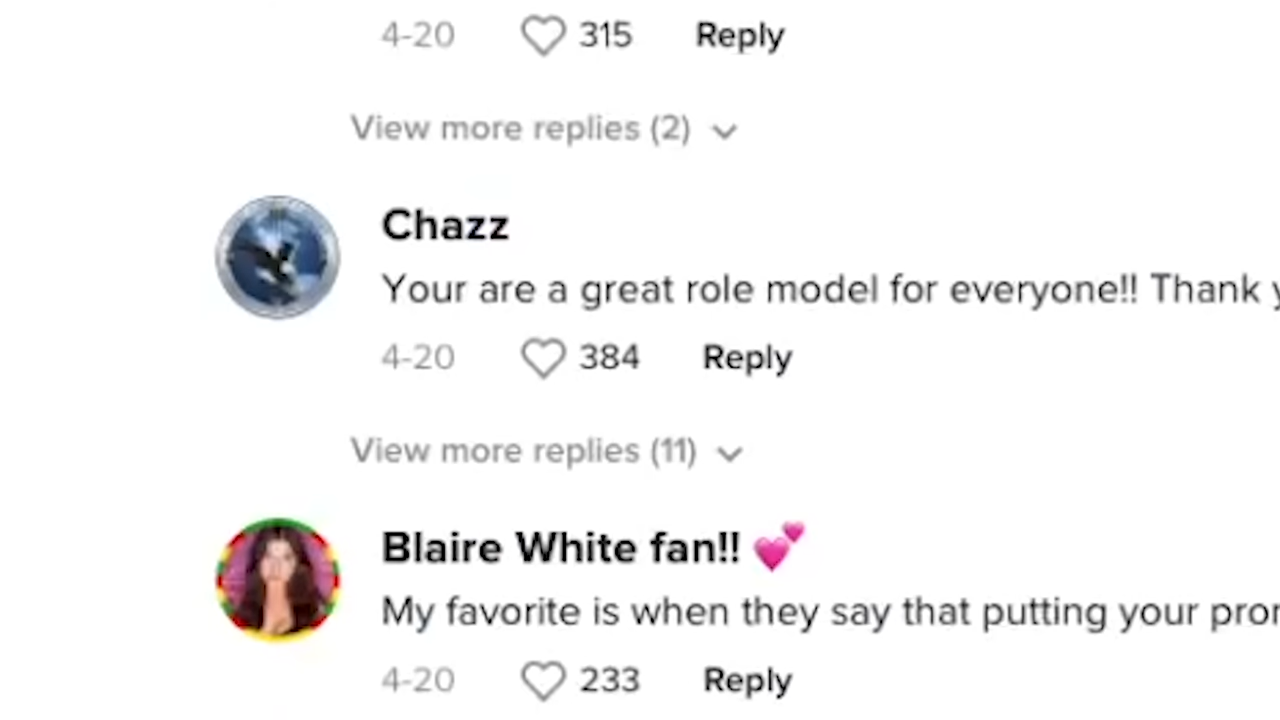 4-20 315 Reply
View more replies (2)
Chazz
Your are a great role model for everyone!! Thank
4-20 384 Reply
View more replies (11)
Blaire White fan!! 💕
My favorite is when they say that putting your
4-20 233 Reply